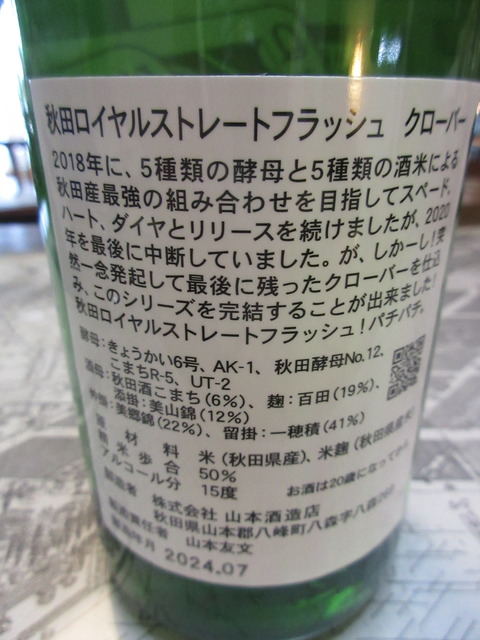 秋田ロイヤルストレートフラッシュ クローバー
2018年に、5種類の酵母と5種類の酒米による
秋田産最強の組み合わせを目指してスペード、
ハート、ダイヤとリリースを続けましたが、2020
年を最後に中断していました。が、しかーし!突
然一念発起して最後に残ったクローバーを仕込
み、このシリーズを完結することが出来ました!
秋田ロイヤルストレートフラッシュ!パチパチ。
酵母:きょうかい6号、AK-1、秋田酵母No.12、
こまちR-5、UT-2
酒母:秋田酒こまち(6%)、麹:百田(19%)、
添掛:美山錦(12%)
仲掛:美郷錦(22%)、留掛:一穂積(41%)
原材料 米(秋田県産)、米麹(秋田県産米)
精米歩合 50%
アルコール分 15度
お酒は20歳になってか
製造者 株式会社 山本酒造店
秋田県山本郡八峰町八森字八森269
製造責任者 山本友文
製造年月 2024.07